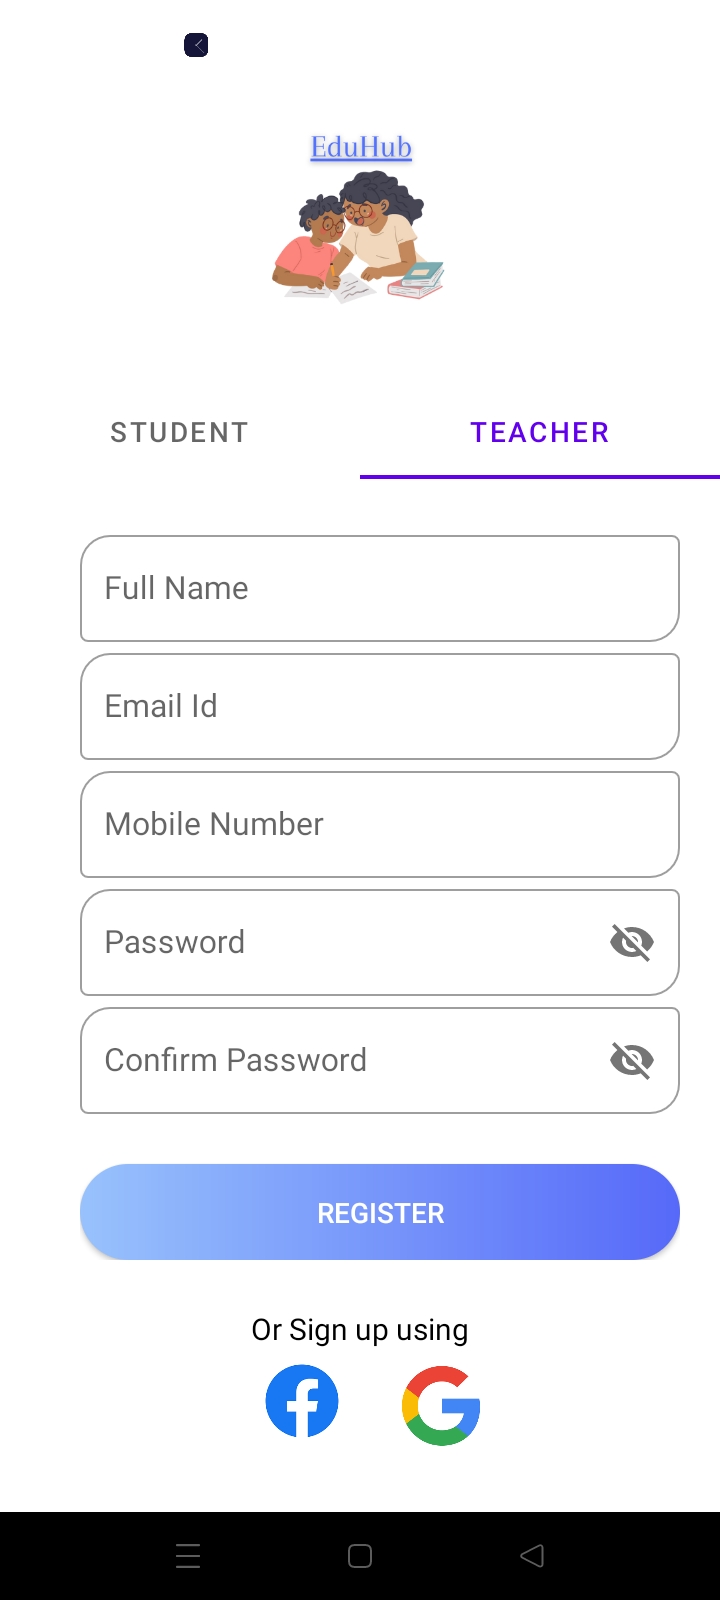 EduHub
STUDENT
TEACHER
Full Name
Email Id
Mobile Number
Password
Confirm Password
REGISTER
Or Sign up using